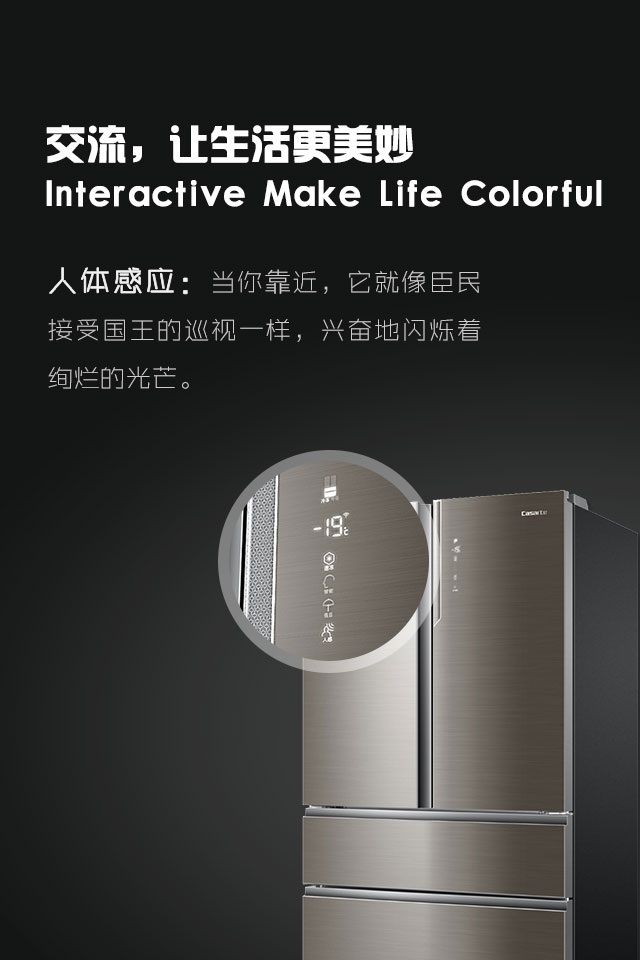 交流，让生活更美妙
Interactive Make Life Colorful
人体感应：当你靠近，它就像臣民
接受国王的巡视一样，兴奋地闪烁着
绚烂的光芒。
Casarte
-19℃
人感